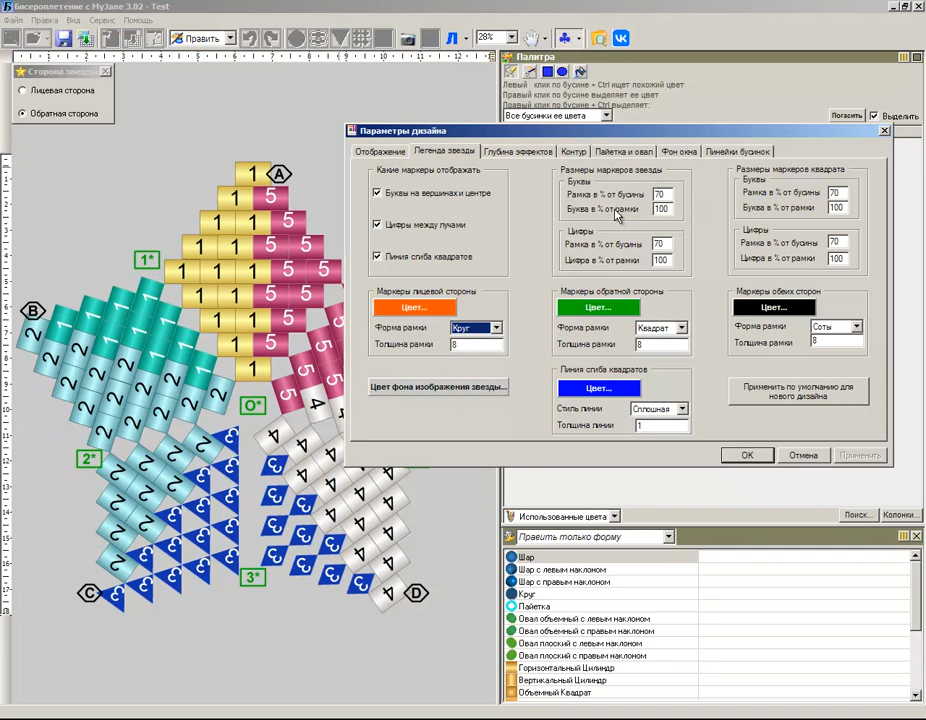 Бисероплетение с MyJane 3.02 - Test
Файл Правка Вид Сервис Помощь
Править
28%
Сторона звезды
Лицевая сторона
Обратная сторона
Палитра
Левый клик по бусине + Ctrl ищет похожий цвет
Правый клик по бусине выделяет ее цвет
Правый клик по бусине + Ctrl выделяет:
Все бусинки ее цвета
Погасить
Выделить
Параметры дизайна
Отображение
Легенда звезды
Глубина эффектов
Контур
Пайетка и овал
Фон окна
Линейки бусинок
Какие маркеры отображать
Буквы на вершинах и центре
Цифры между лучами
Линия сгиба квадратов
Размеры маркеров звезды
Буквы
Рамка в % от бусины 70
Буква в % от рамки 100
Цифры
Рамка в % от бусины 70
Цифра в % от рамки 100
Размеры маркеров квадрата
Буквы
Рамка в % от бусины 70
Буква в % от рамки 100
Цифры
Рамка в % от бусины 70
Цифра в % от рамки 100
Маркеры лицевой стороны
Цвет...
Форма рамки Круг
Толщина рамки 8
Маркеры обратной стороны
Цвет...
Форма рамки Квадрат
Толщина рамки 8
Маркеры обеих сторон
Цвет...
Форма рамки Соты
Толщина рамки 8
Цвет фона изображения звезды...
Линия сгиба квадратов
Цвет...
Стиль линии Сплошная
Толщина линии 1
Применить по умолчанию для
нового дизайна
OK
Отмена
Применить
A
1*
B
O*
2*
3*
C
D
Использованные цвета
Поиск...
Колонки...
Править только форму
Шар
Шар с левым наклоном
Шар с правым наклоном
Круг
Пайетка
Овал объемный с левым наклоном
Овал объемный с правым наклоном
Овал плоский с левым наклоном
Овал плоский с правым наклоном
Горизонтальный Цилиндр
Вертикальный Цилиндр
Объемный Квадрат